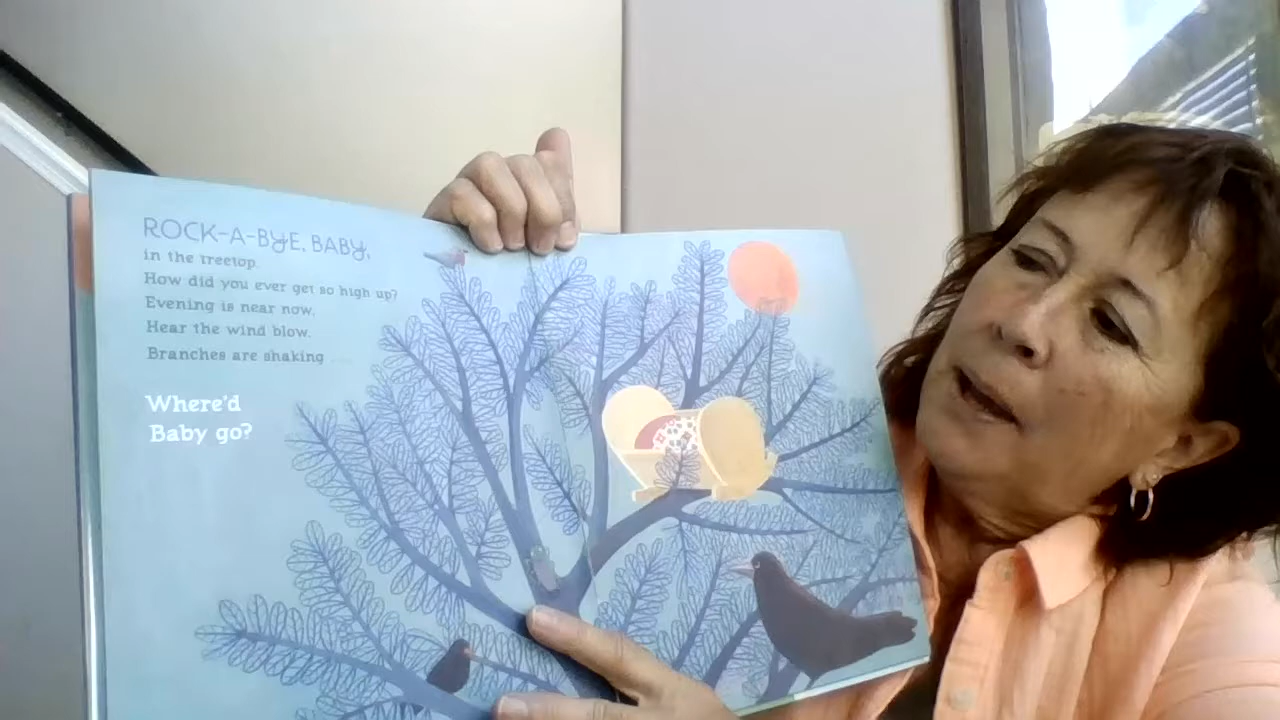 ROCK-A-BYE, BABY,
in the treetop.
How did you ever get so high up?
Evening is near now.
Hear the wind blow.
Branches are shaking . . .
Where'd
Baby go?